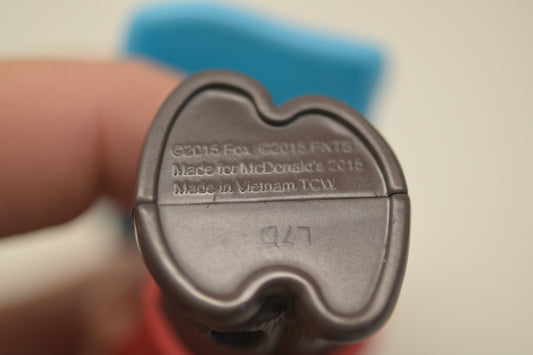 ©2015 Fox. ©2015 PNTS
Made for McDonald's 2015
Made in Vietnam TCW
L7D